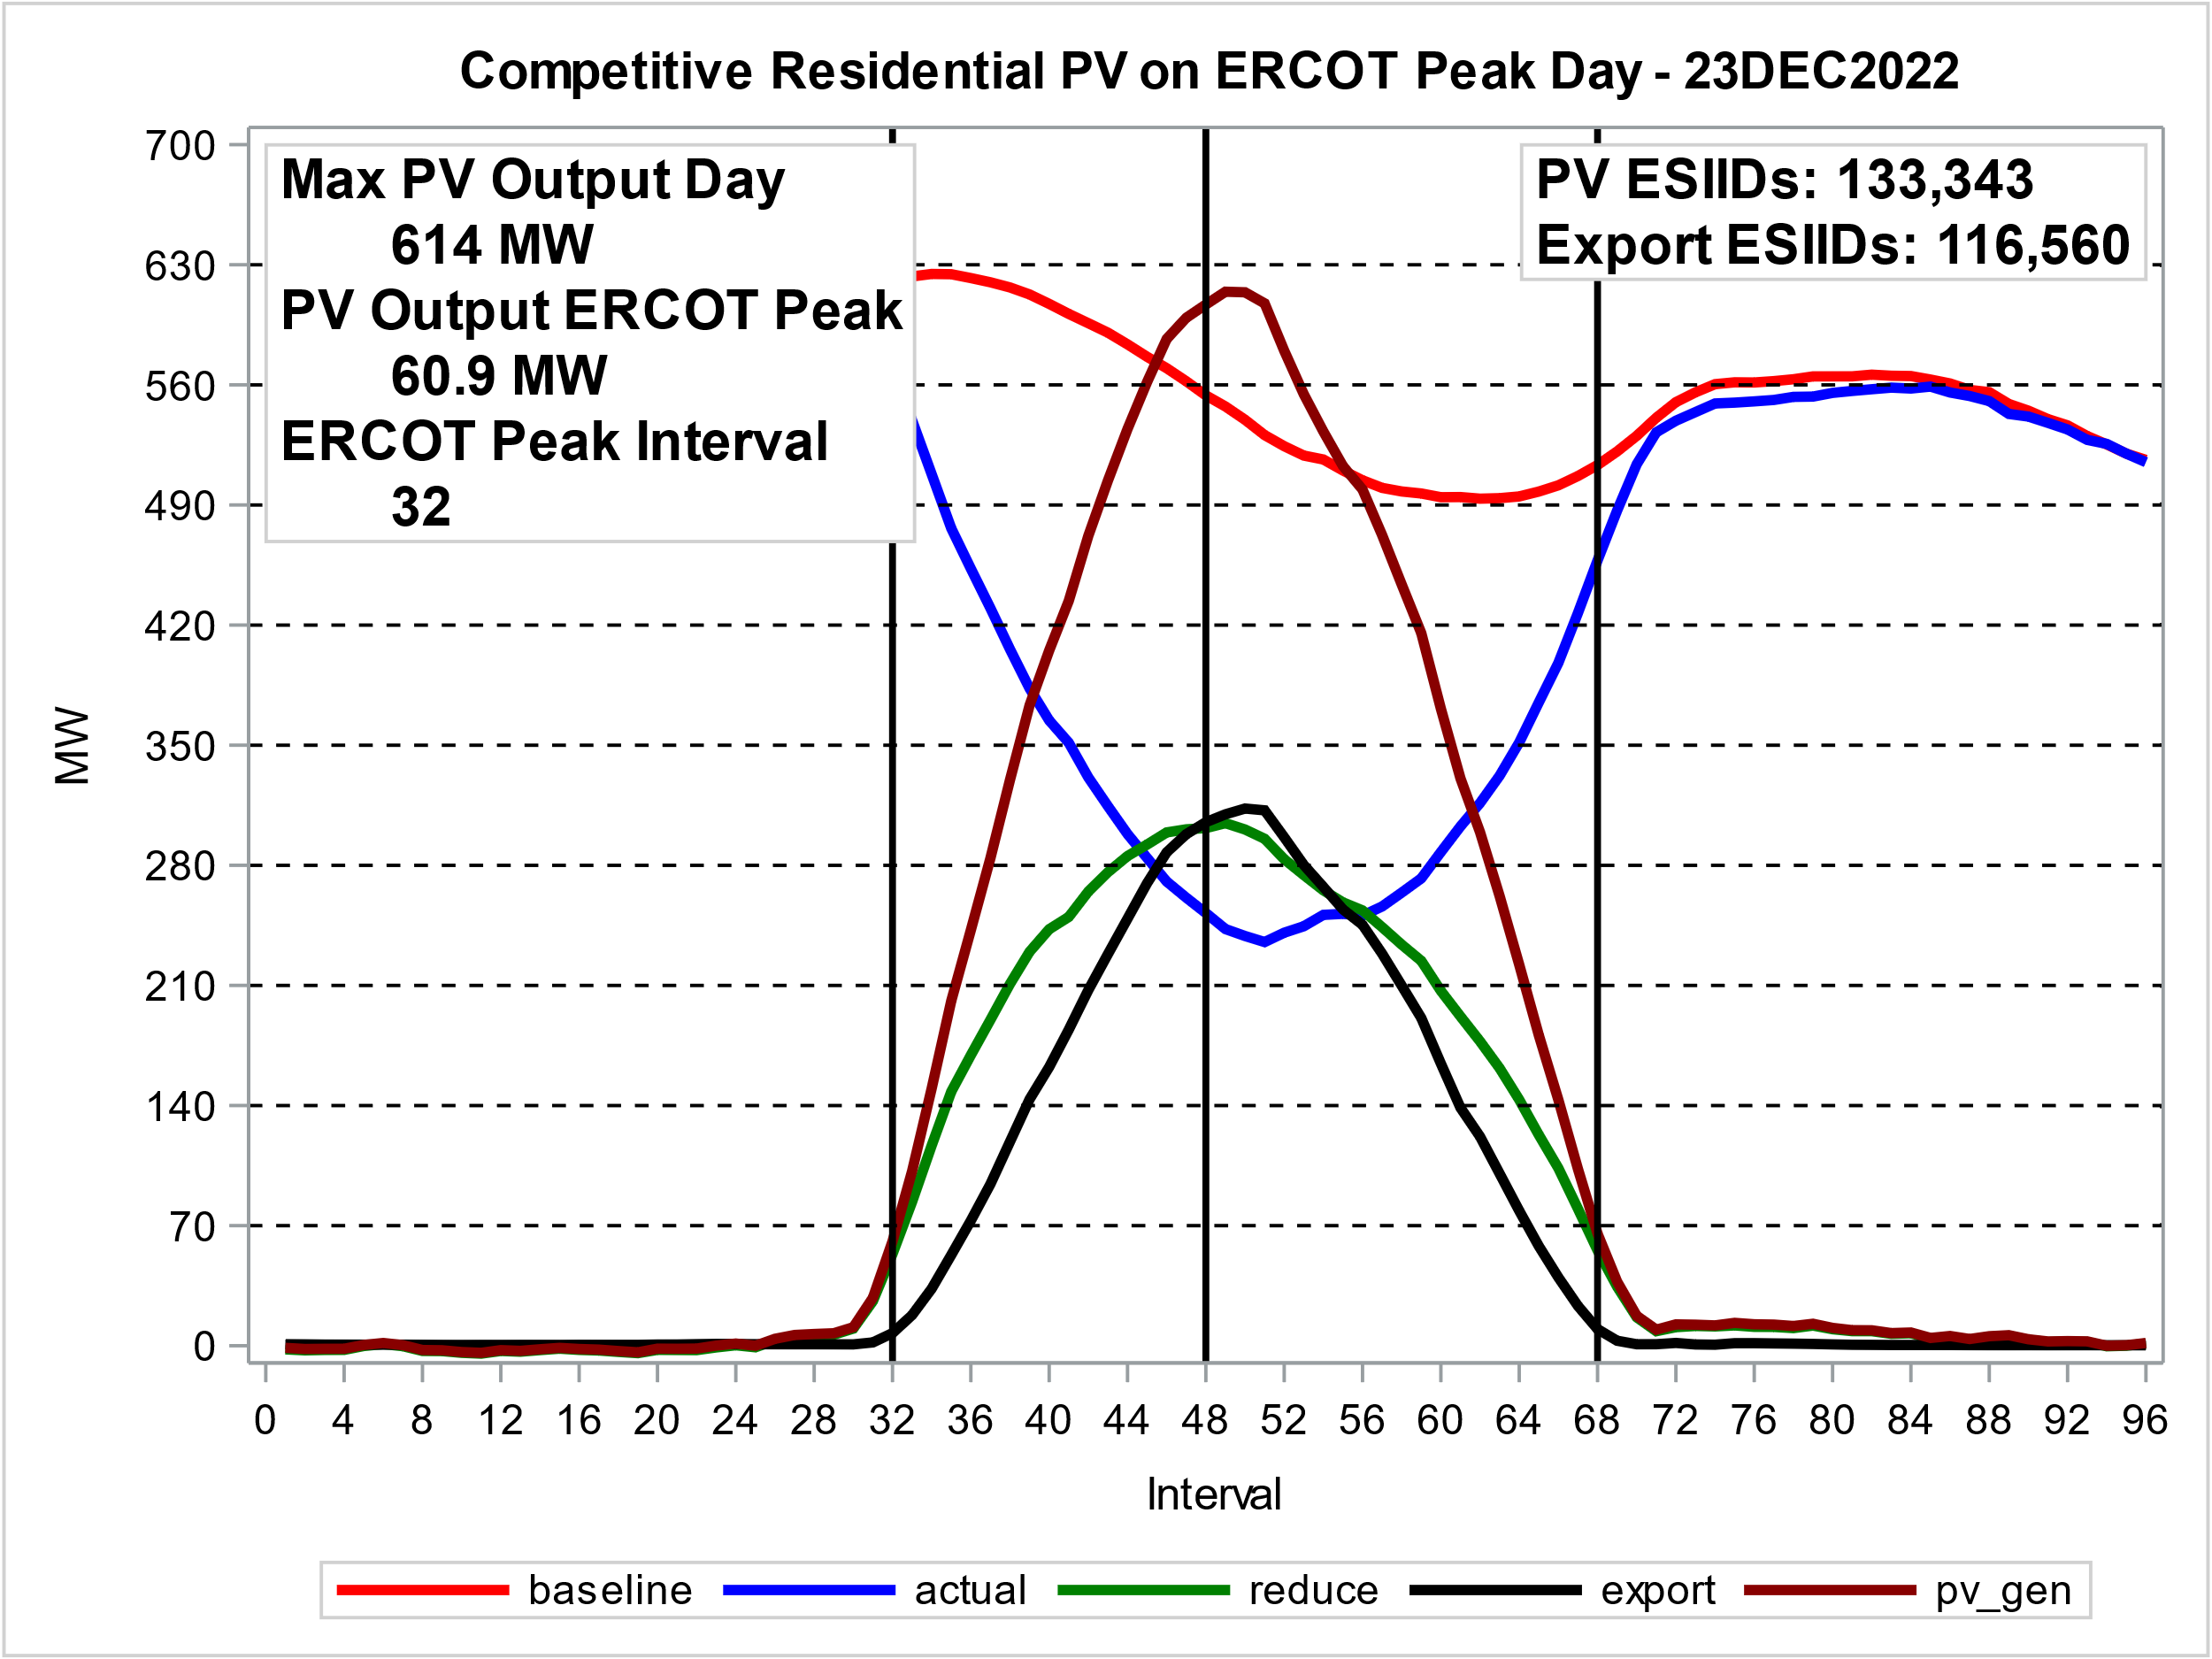 Competitive Residential PV on ERCOT Peak Day - 23DEC2022
Max PV Output Day
614 MW
PV Output ERCOT Peak
60.9 MW
ERCOT Peak Interval
32
PV ESIIDs: 133,343
Export ESIIDs: 116,560
700
630
560
490
420
350
280
210
140
70
0
MW
0 4 8 12 16 20 24 28 32 36 40 44 48 52 56 60 64 68 72 76 80 84 88 92 96
Interval
baseline actual reduce export pv_gen